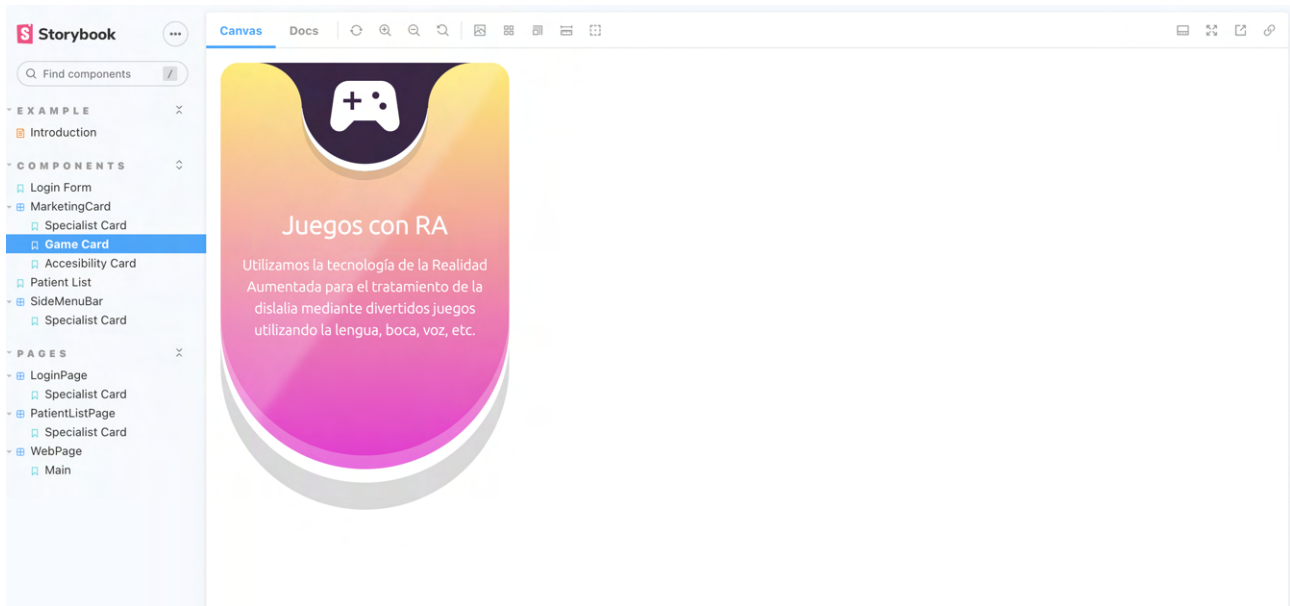 Storybook
Find components /
EXAMPLE
Introduction
COMPONENTS
Login Form
MarketingCard
Specialist Card
Game Card
Accesibility Card
Patient List
SideMenuBar
Specialist Card
PAGES
LoginPage
Specialist Card
PatientListPage
Specialist Card
WebPage
Main
Canvas Docs
Juegos con RA
Utilizamos la tecnología de la Realidad
Aumentada para el tratamiento de la
dislalia mediante divertidos juegos
utilizando la lengua, boca, voz, etc.